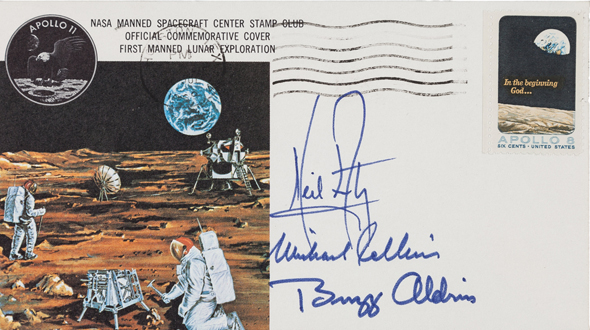 APOLLO 11
NASA MANNED SPACECRAFT CENTER STAMP CLUB
OFFICIAL COMMEMORATIVE COVER
FIRST MANNED LUNAR EXPLORATION
In the beginning
God...
APOLLO 8
SIX CENTS · UNITED STATES
Neil
Michael Collins
Buzz Aldrin